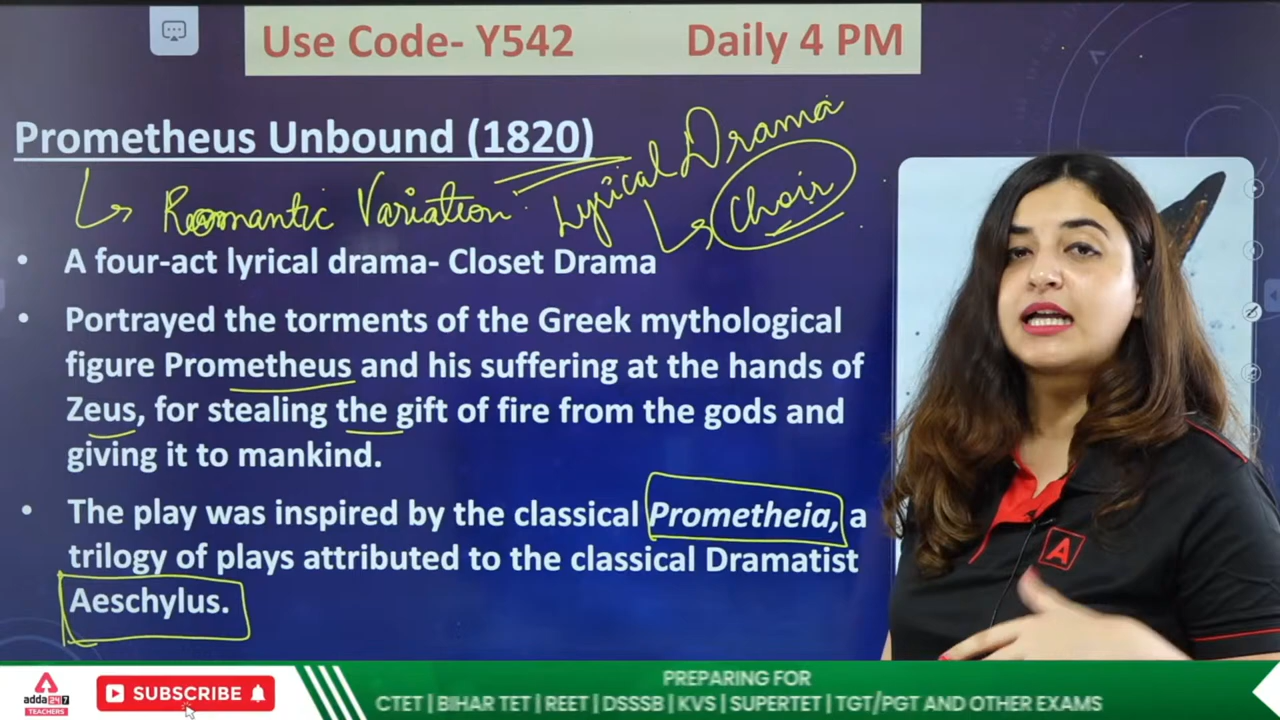 Use Code- Y542 Daily 4 PM
Prometheus Unbound (1820)
Romantic Variation. Lyrical Drama
Choir
• A four-act lyrical drama- Closet Drama
• Portrayed the torments of the Greek mythological
figure Prometheus and his suffering at the hands of
Zeus, for stealing the gift of fire from the gods and
giving it to mankind.
• The play was inspired by the classical Prometheia, a
trilogy of plays attributed to the classical Dramatist
Aeschylus.
A
PREPARING FOR
adda247
TEACHERS
SUBSCRIBE
CTET | BIHAR TET | REET | DSSSB | KVS | SUPERTET | TGT/PGT AND OTHER EXAMS